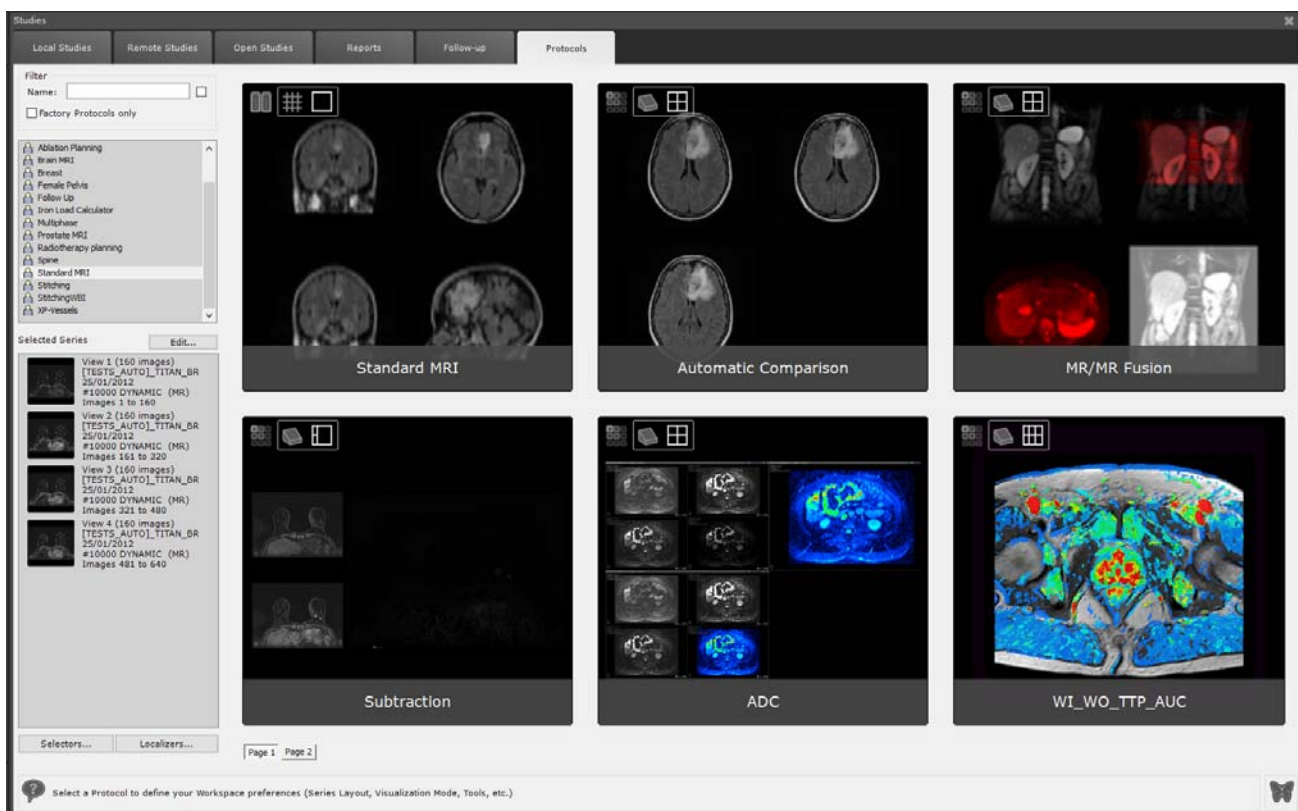 Studies
Local Studies
Remote Studies
Open Studies
Reports
Follow-up
Protocols
Filter
Name:
Factory Protocols only
Ablation Planning
Brain MRI
Breast
Female Pelvis
Follow Up
Iron Load Calculator
Multiphase
Prostate MRI
Radiotherapy planning
Spine
Standard MRI
Stitching
StitchingWBI
XP-Vessels
Selected Series
Edit...
View 1 (160 images)
[TESTS_AUTO]_TITAN_BR
25/01/2012
#10000 DYNAMIC (MR)
Images 1 to 160
View 2 (160 images)
[TESTS_AUTO]_TITAN_BR
25/01/2012
#10000 DYNAMIC (MR)
Images 161 to 320
View 3 (160 images)
[TESTS_AUTO]_TITAN_BR
25/01/2012
#10000 DYNAMIC (MR)
Images 321 to 480
View 4 (160 images)
[TESTS_AUTO]_TITAN_BR
25/01/2012
#10000 DYNAMIC (MR)
Images 481 to 640
Selectors...
Localizers...
Standard MRI
Automatic Comparison
MR/MR Fusion
Subtraction
ADC
WI_WO_TTP_AUC
Page 1
Page 2
Select a Protocol to define your Workspace preferences (Series Layout, Visualization Mode, Tools, etc.)